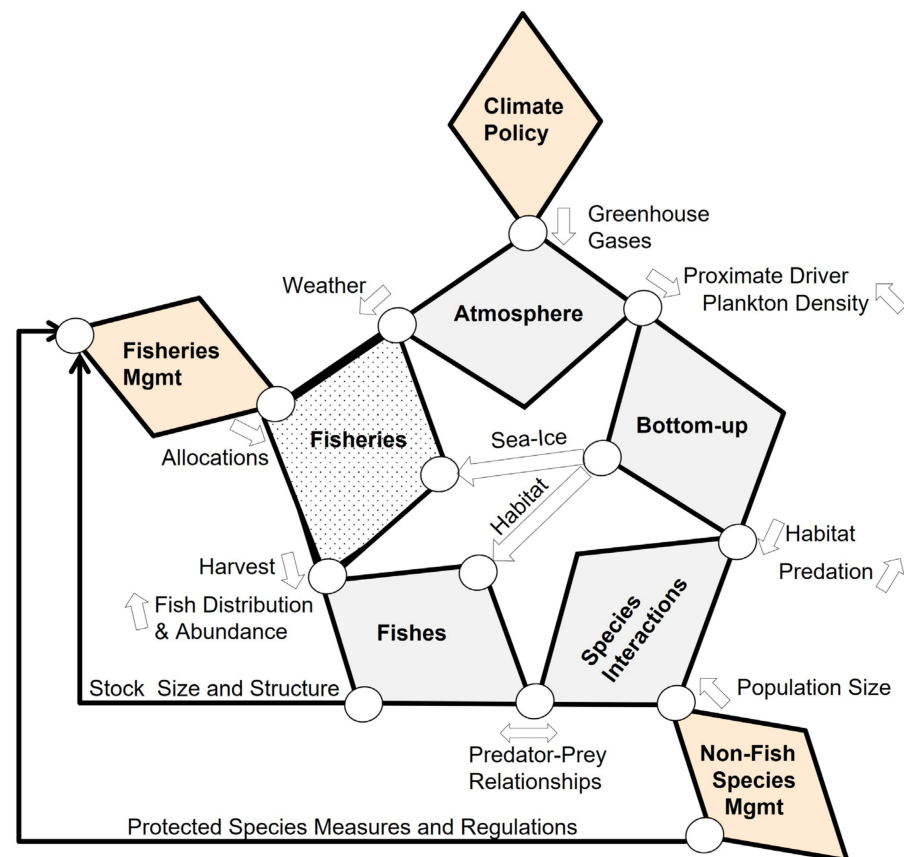 Climate
Policy
Greenhouse
Gases
Weather
Atmosphere
Proximate Driver
Plankton Density
Fisheries
Mgmt
Allocations
Fisheries
Sea-Ice
Bottom-up
Habitat
Harvest
Fish Distribution
& Abundance
Fishes
Species
Interactions
Habitat
Predation
Stock Size and Structure
Population Size
Predator-Prey
Relationships
Non-Fish
Species
Mgmt
Protected Species Measures and Regulations